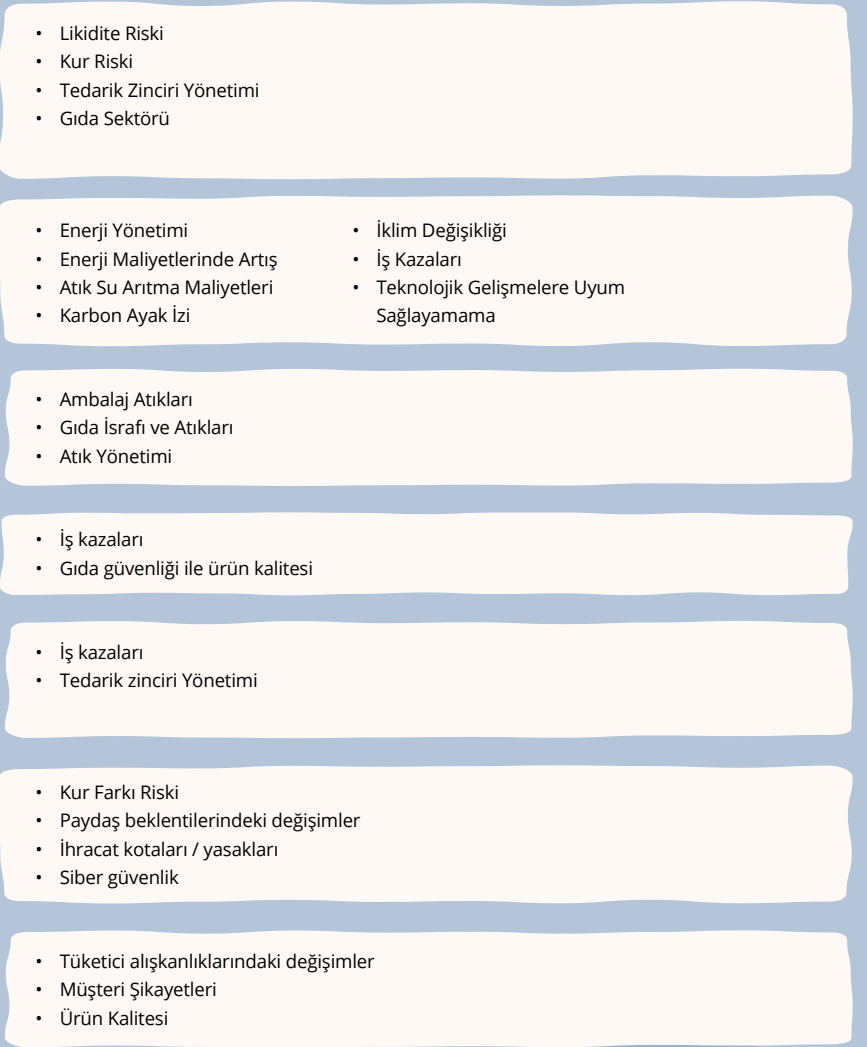 • Likidite Riski
• Kur Riski
• Tedarik Zinciri Yönetimi
• Gıda Sektörü
• Enerji Yönetimi
• Enerji Maliyetlerinde Artış
• Atık Su Arıtma Maliyetleri
• Karbon Ayak İzi
• İklim Değişikliği
• İş Kazaları
• Teknolojik Gelişmelere Uyum
Sağlayamama
• Ambalaj Atıkları
• Gıda İsrafı ve Atıkları
• Atık Yönetimi
• İş kazaları
• Gıda güvenliği ile ürün kalitesi
• İş kazaları
• Tedarik zinciri Yönetimi
• Kur Farkı Riski
• Paydaş beklentilerindeki değişimler
• İhracat kotaları / yasakları
• Siber güvenlik
• Tüketici alışkanlıklarındaki değişimler
• Müşteri Şikayetleri
• Ürün Kalitesi